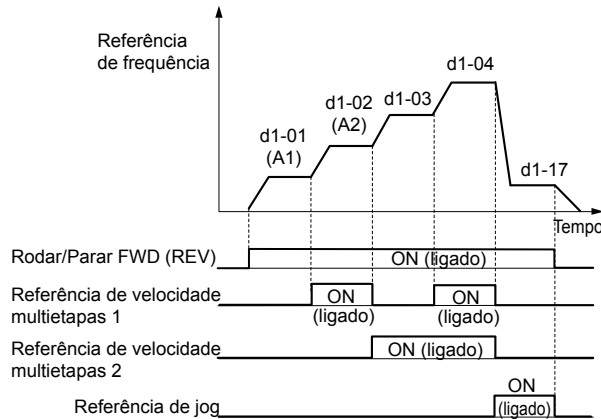 Referência
de frequência
d1-04
d1-02
(A2)
d1-03
d1-01
(A1)
d1-17
Tempo
Rodar/Parar FWD (REV)
ON (ligado)
Referência de velocidade
multietapas 1
ON
(ligado)
ON
(ligado)
Referência de velocidade
multietapas 2
ON (ligado)
Referência de jog
ON
(ligado)